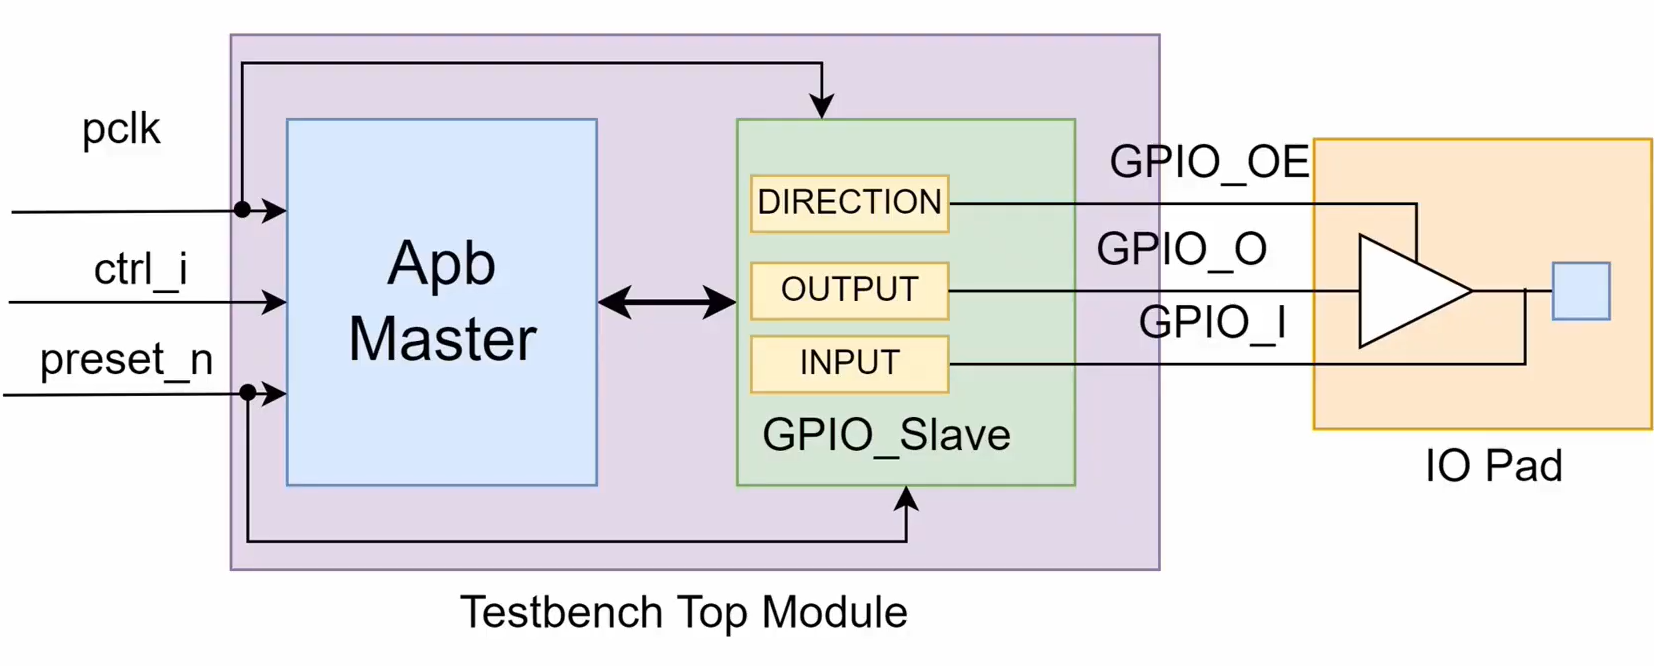 pclk
ctrl_i
preset_n
Apb
Master
DIRECTION
OUTPUT
INPUT
GPIO_Slave
GPIO_OE
GPIO_O
GPIO_I
IO Pad
Testbench Top Module